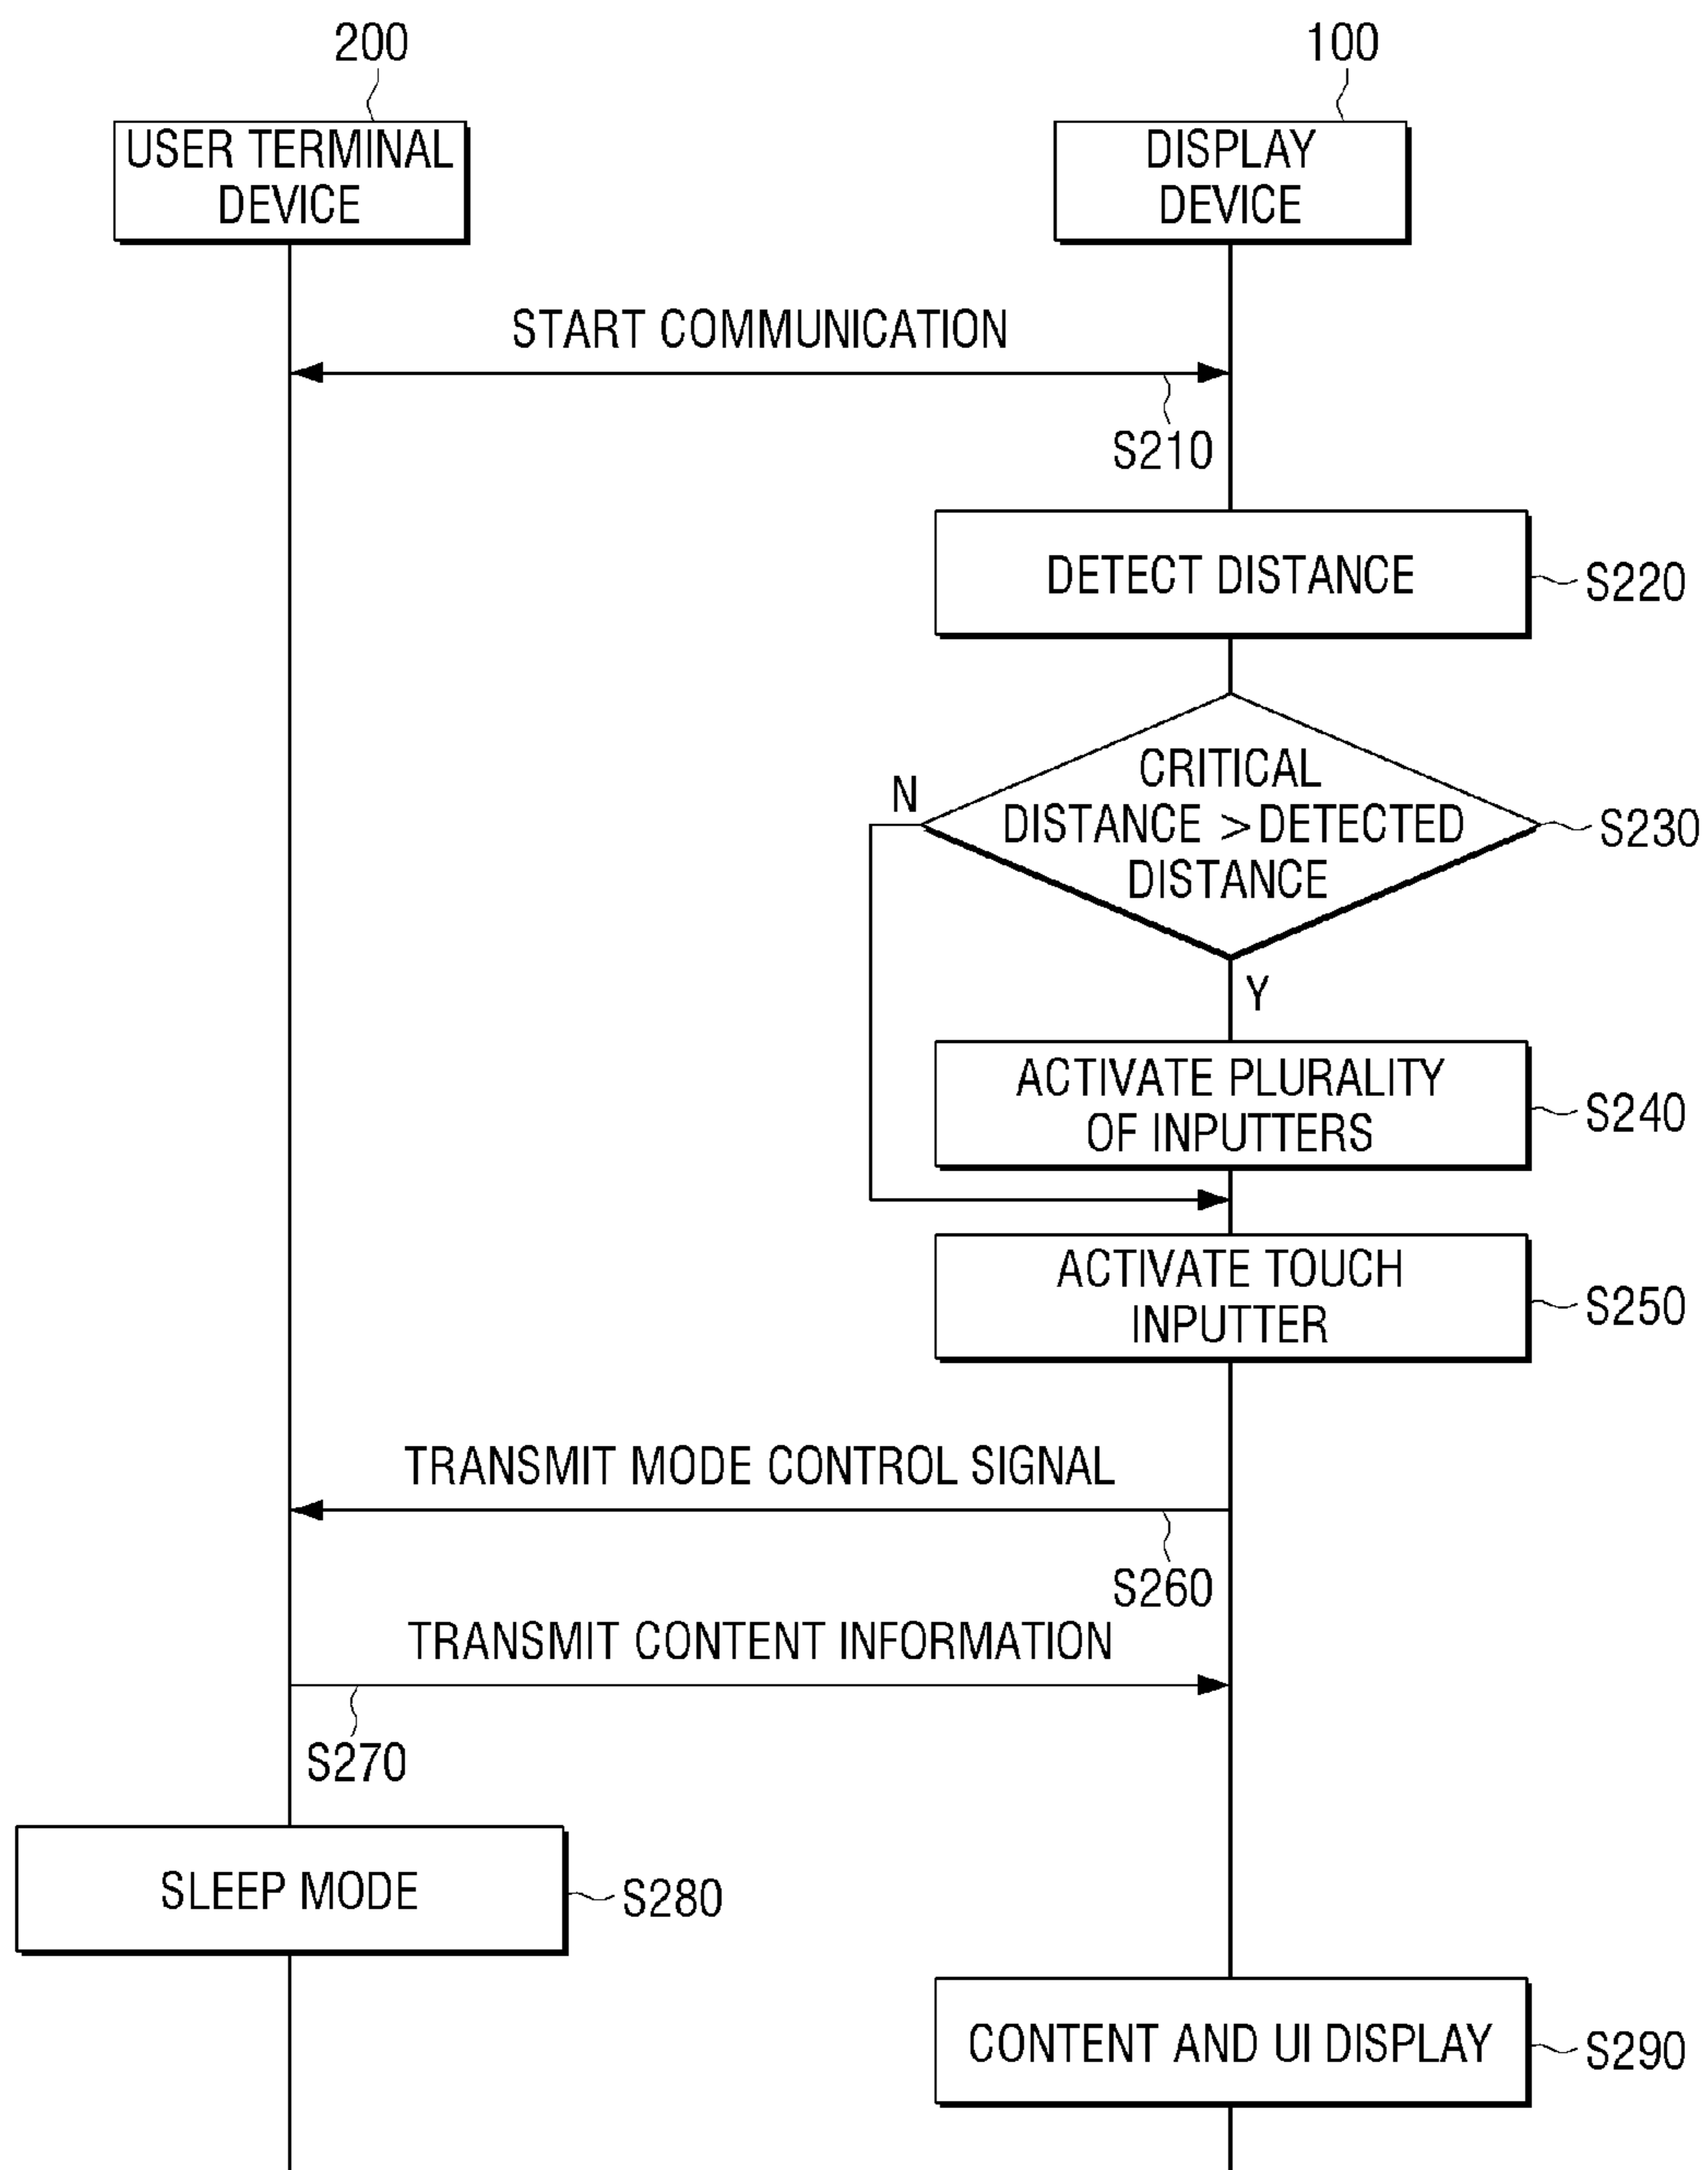 200
100
USER TERMINAL
DEVICE
DISPLAY
DEVICE
START COMMUNICATION
S210
DETECT DISTANCE
S220
CRITICAL
DISTANCE > DETECTED
DISTANCE
N
S230
Y
ACTIVATE PLURALITY
OF INPUTTERS
S240
ACTIVATE TOUCH
INPUTTER
S250
TRANSMIT MODE CONTROL SIGNAL
S260
TRANSMIT CONTENT INFORMATION
S270
SLEEP MODE
S280
CONTENT AND UI DISPLAY
S290